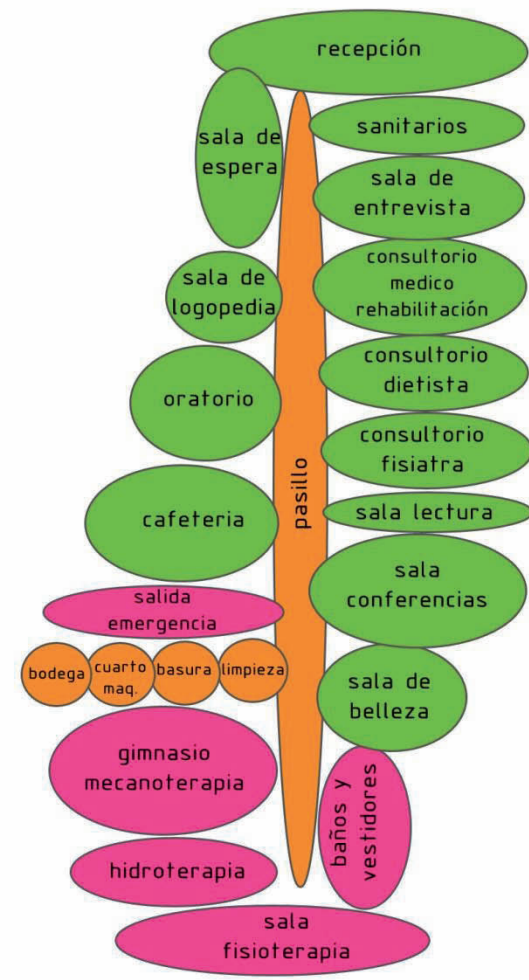 recepción
sala de
espera
sanitarios
sala de
entrevista
sala de
logopedia
consultorio
medico
rehabilitación
oratorio
consultorio
dietista
consultorio
fisiatra
pasillo
cafeteria
sala lectura
sala
conferencias
salida
emergencia
bodega
cuarto
maq.
basura
limpieza
sala de
belleza
gimnasio
mecanoterapia
baños y
vestidores
hidroterapia
sala
fisioterapia